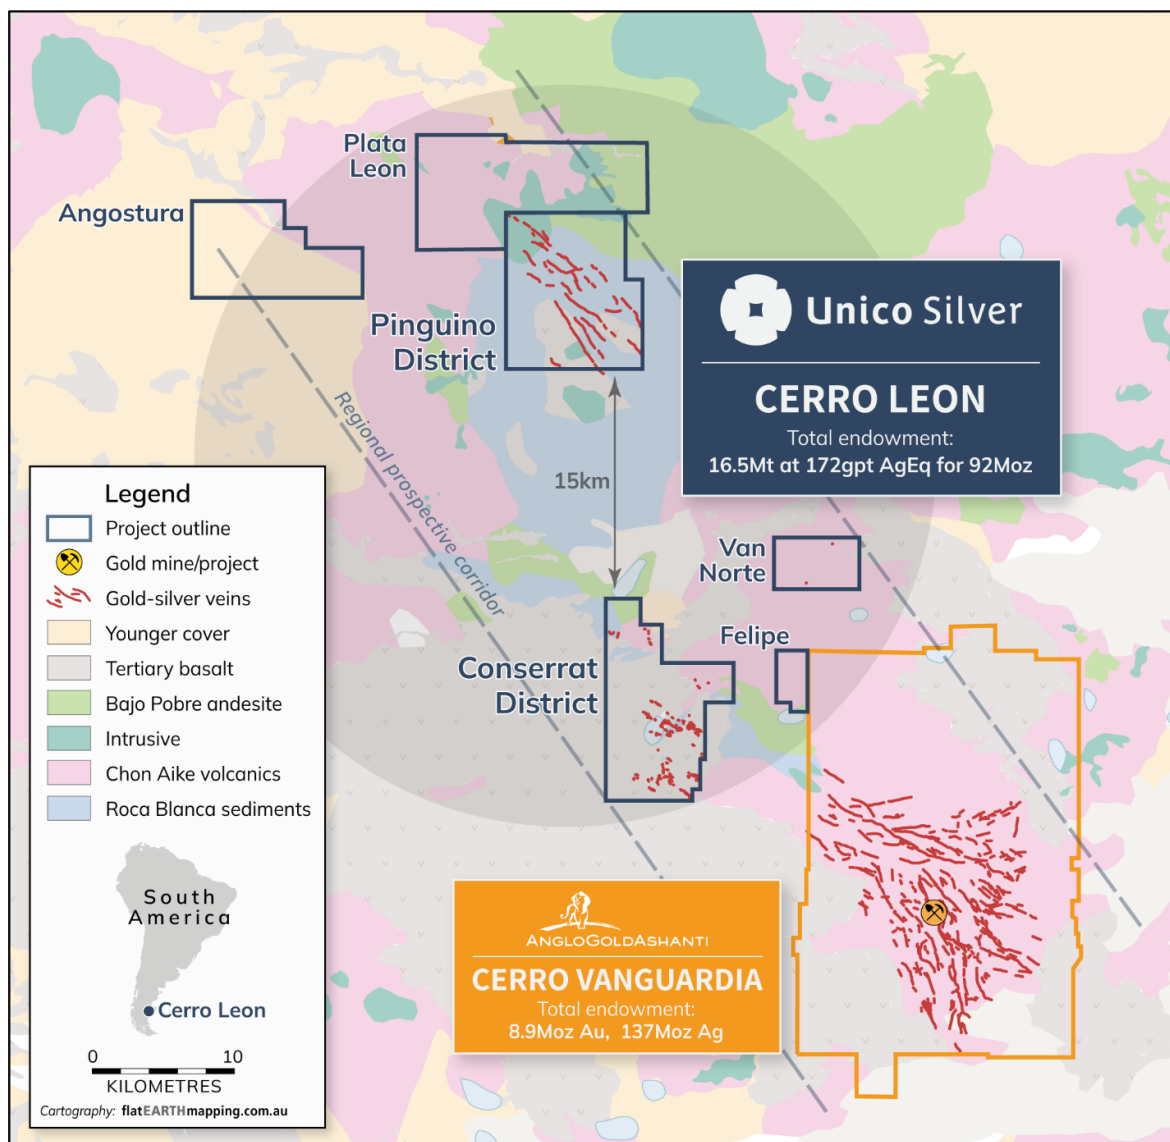 Plata
Leon
Angostura
Pinguino
District
Unico Silver
CERRO LEON
Total endowment:
16.5Mt at 172gpt AgEq for 92Moz
Regional prospective corridor
15km
Van
Norte
Felipe
Conserrat
District
Legend
Project outline
Gold mine/project
Gold-silver veins
Younger cover
Tertiary basalt
Bajo Pobre andesite
Intrusive
Chon Aike volcanics
Roca Blanca sediments
South
America
Cerro Leon
0 10
KILOMETRES
Cartography: flatEARTHmapping.com.au
ANGLOGOLDASHANTI
CERRO VANGUARDIA
Total endowment:
8.9Moz Au, 137Moz Ag